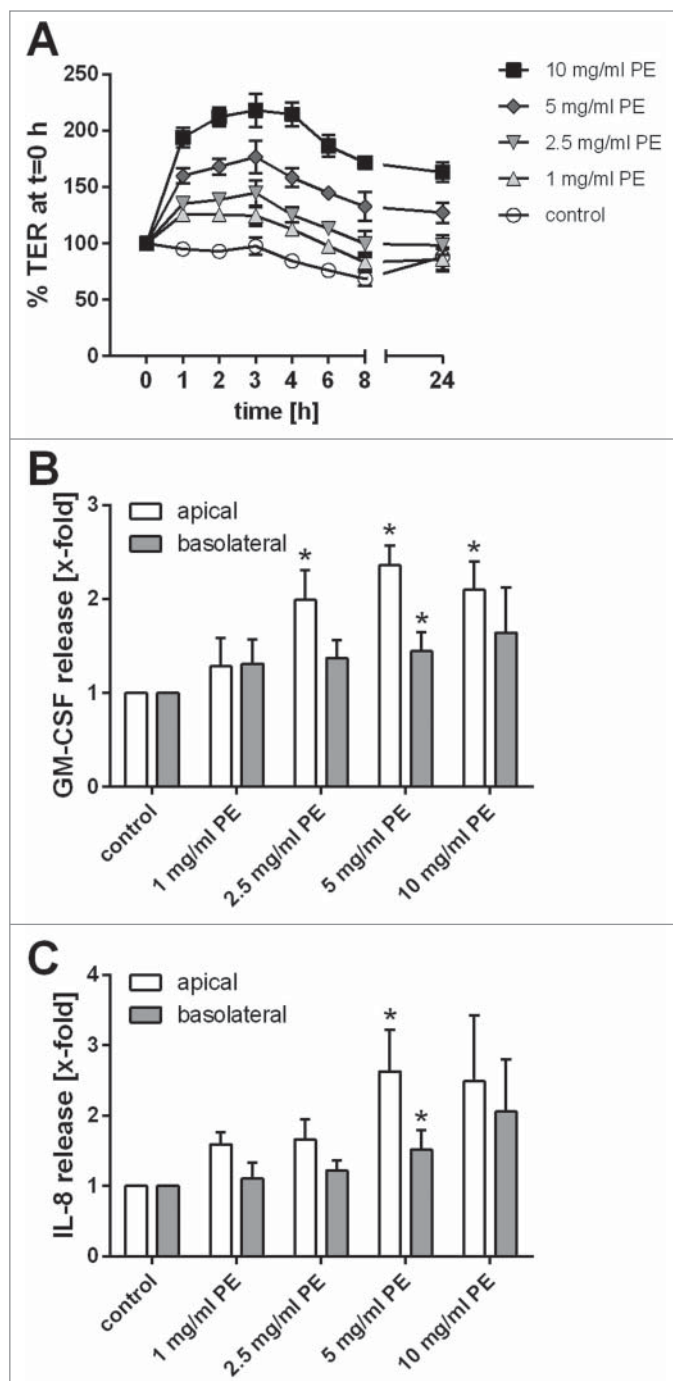 A
% TER at t=0 h
250
200
150
100
50
0
0 1 2 3 4 6 8 24
time [h]
10 mg/ml PE
5 mg/ml PE
2.5 mg/ml PE
1 mg/ml PE
control
B
GM-CSF release [x-fold]
3
2
1
0
apical
basolateral
*
*
*
*
control
1 mg/ml PE
2.5 mg/ml PE
5 mg/ml PE
10 mg/ml PE
C
IL-8 release [x-fold]
4
3
2
1
0
apical
basolateral
*
*
control
1 mg/ml PE
2.5 mg/ml PE
5 mg/ml PE
10 mg/ml PE